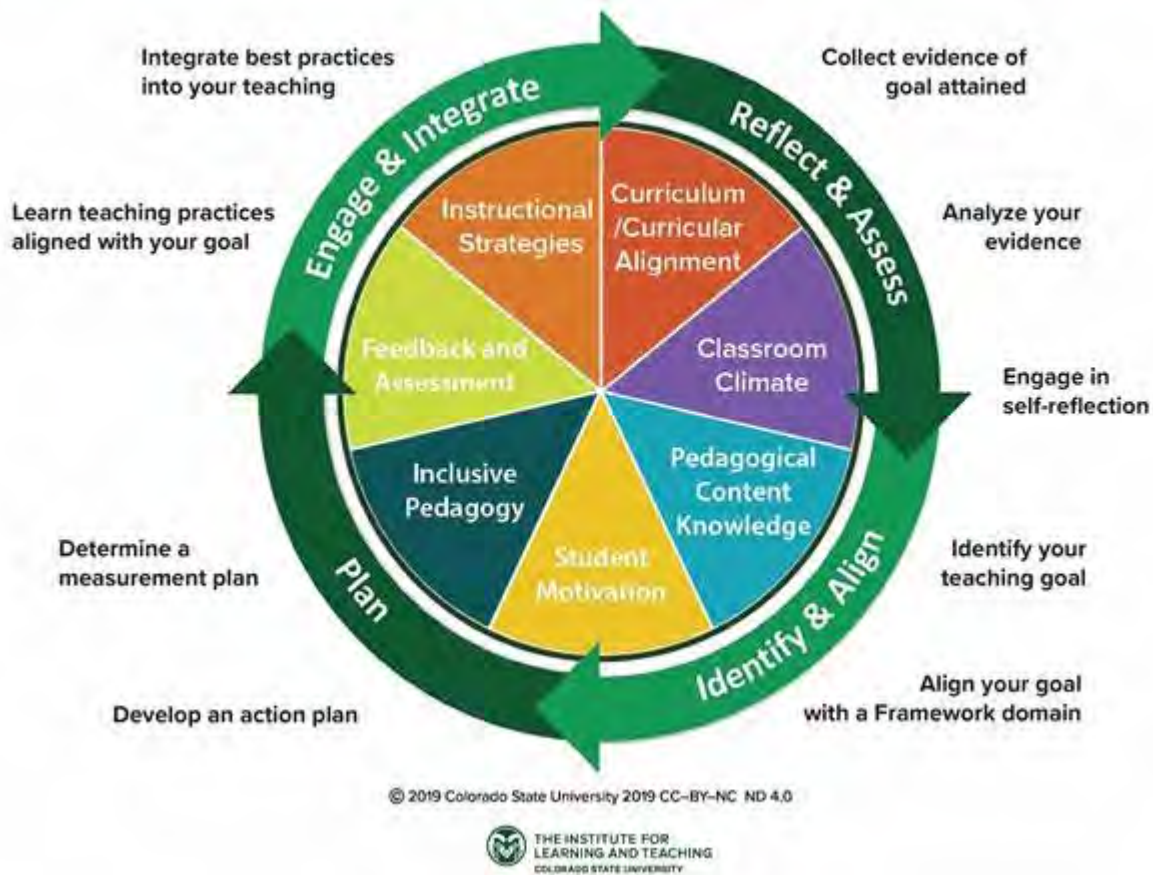 Integrate best practices
into your teaching
Collect evidence of
goal attained
Engage & Integrate
Reflect & Assess
Learn teaching practices
aligned with your goal
Analyze your
evidence
Instructional
Strategies
Curriculum
/Curricular
Alignment
Feedback and
Assessment
Classroom
Climate
Engage in
self-reflection
Inclusive
Pedagogy
Pedagogical
Content
Knowledge
Student
Motivation
Determine a
measurement plan
Identify your
teaching goal
Plan
Identify & Align
Develop an action plan
Align your goal
with a Framework domain
© 2019 Colorado State University 2019 CC-BY-NC ND 4.0
THE INSTITUTE FOR
LEARNING AND TEACHING
COLORADO STATE UNIVERSITY